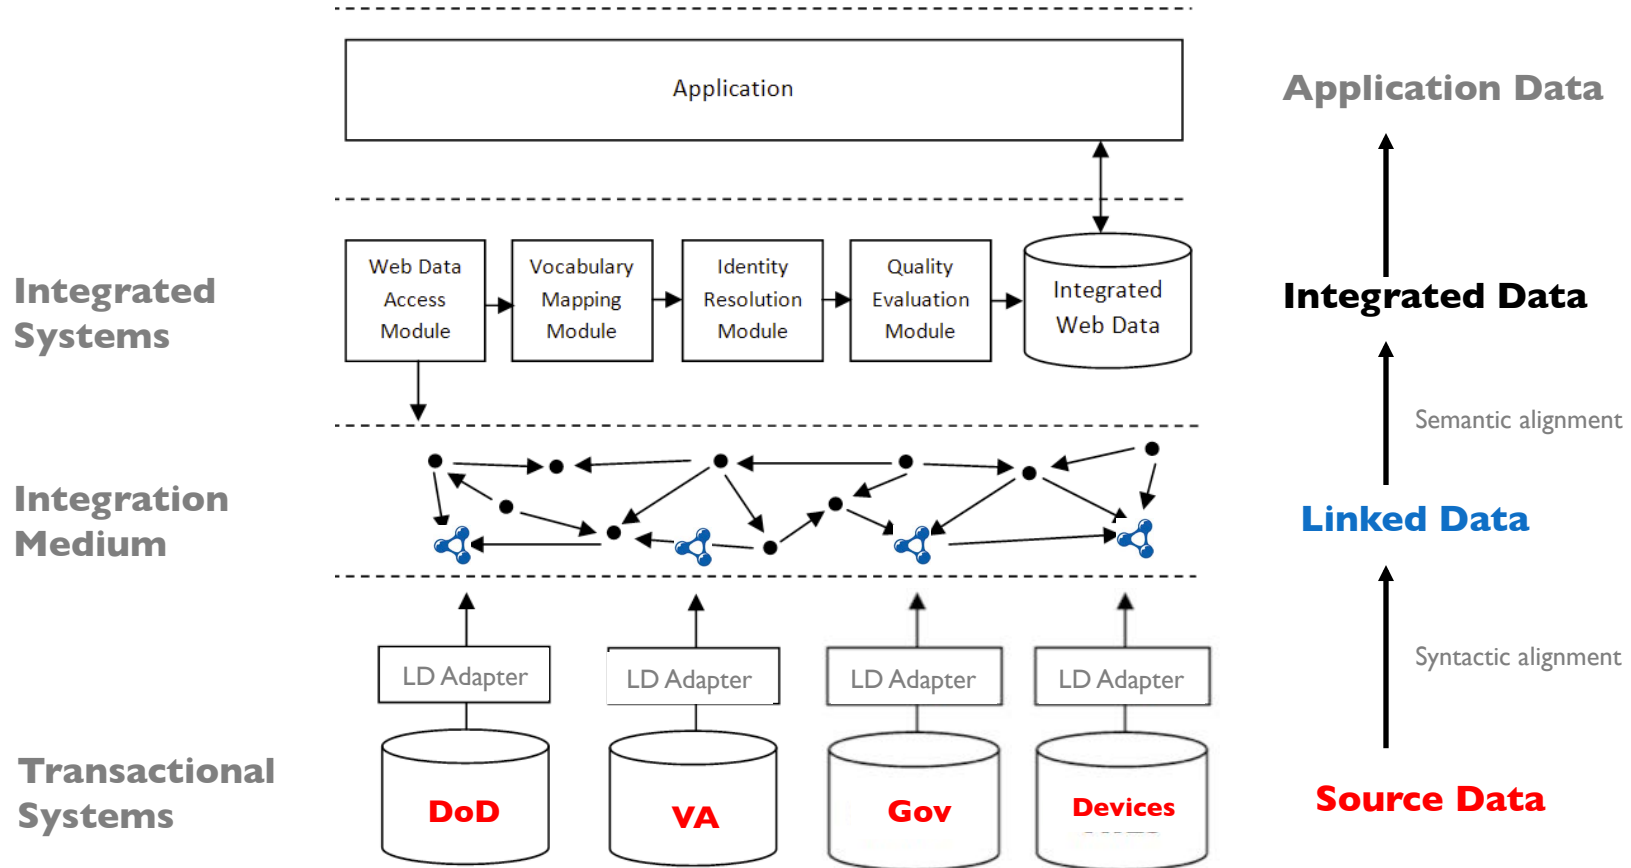 Application
Application Data
Integrated
Systems
Web Data
Access
Module
Vocabulary
Mapping
Module
Identity
Resolution
Module
Quality
Evaluation
Module
Integrated
Web Data
Integrated Data
Semantic alignment
Integration
Medium
Linked Data
Syntactic alignment
LD Adapter
LD Adapter
LD Adapter
LD Adapter
Transactional
Systems
DoD
VA
Gov
Devices
Source Data